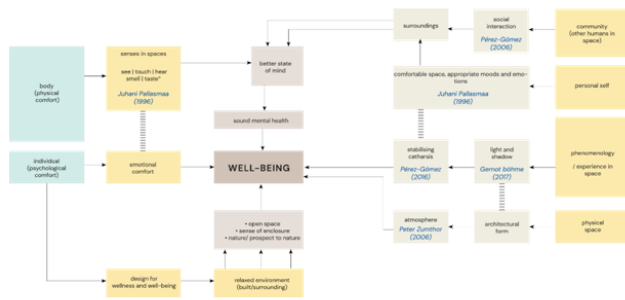 body
(physical
comfort)
senses in spaces
see | touch | hear
smell | taste"
Juhani Pallasmaa
(1996)
better state
of mind
surroundings
social
interaction
Pérez-Gómez
(2006)
community
(other humans in
space)
comfortable space, appropriate moods and emo-
tions
Juhani Pallasmaa
(1996)
personal self
sound mental health
individual
(psychological
comfort)
emotional
comfort
WELL-BEING
stabilising
catharsis
Pérez-Gómez
(2016)
light and
shadow
Gernot böhme
(2017)
phenomenology
/ experience in
space
• open space
• sense of enclosure
• nature/ prospect to nature
atmosphere
Peter Zumthor
(2006)
architectural
form
physical
space
design for
wellness and well-being
relaxed environment
(built/surrounding)